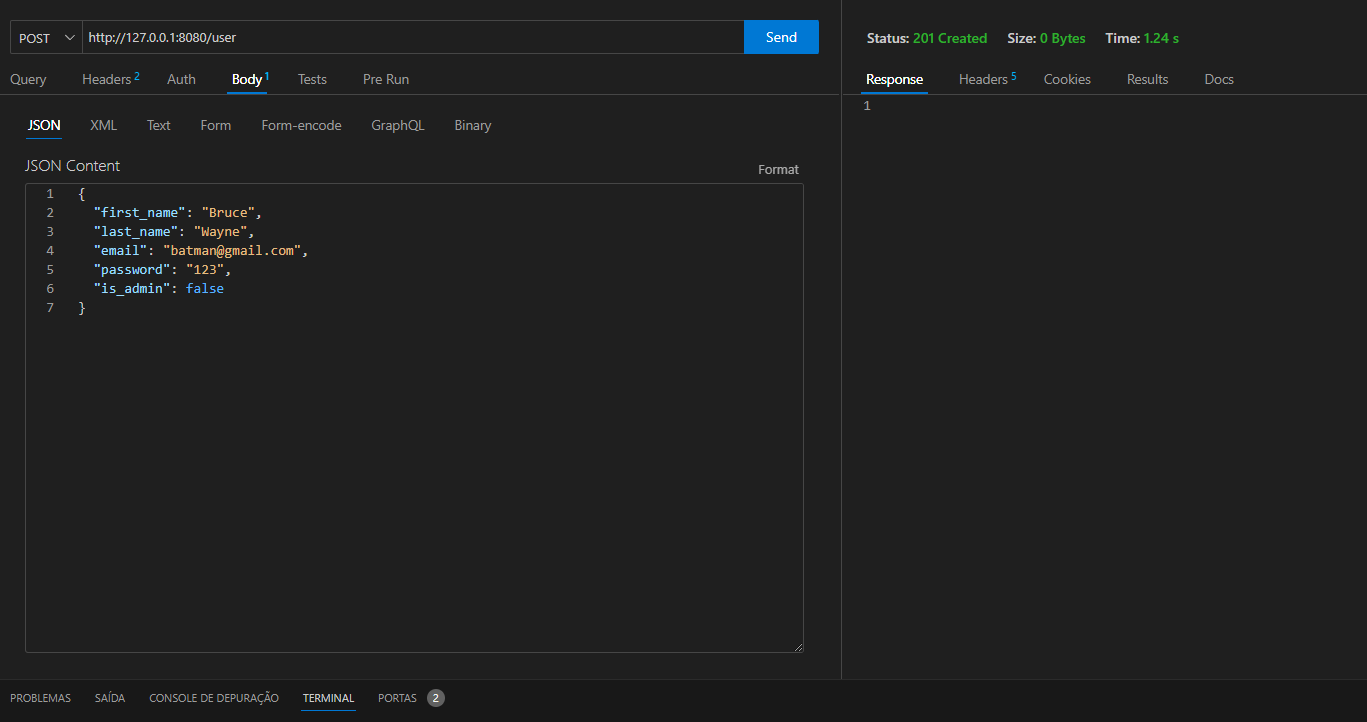 POST http://127.0.0.1:8080/user Send
Query Headers 2 Auth Body 1 Tests Pre Run
JSON XML Text Form Form-encode GraphQL Binary
JSON Content
Format
1 {
2 "first_name": "Bruce",
3 "last_name": "Wayne",
4 "email": "batman@gmail.com",
5 "password": "123",
6 "is_admin": false
7 }
Status: 201 Created Size: 0 Bytes Time: 1.24 s
Response Headers 5 Cookies Results Docs
1
PROBLEMAS SAÍDA CONSOLE DE DEPURAÇÃO TERMINAL PORTAS 2